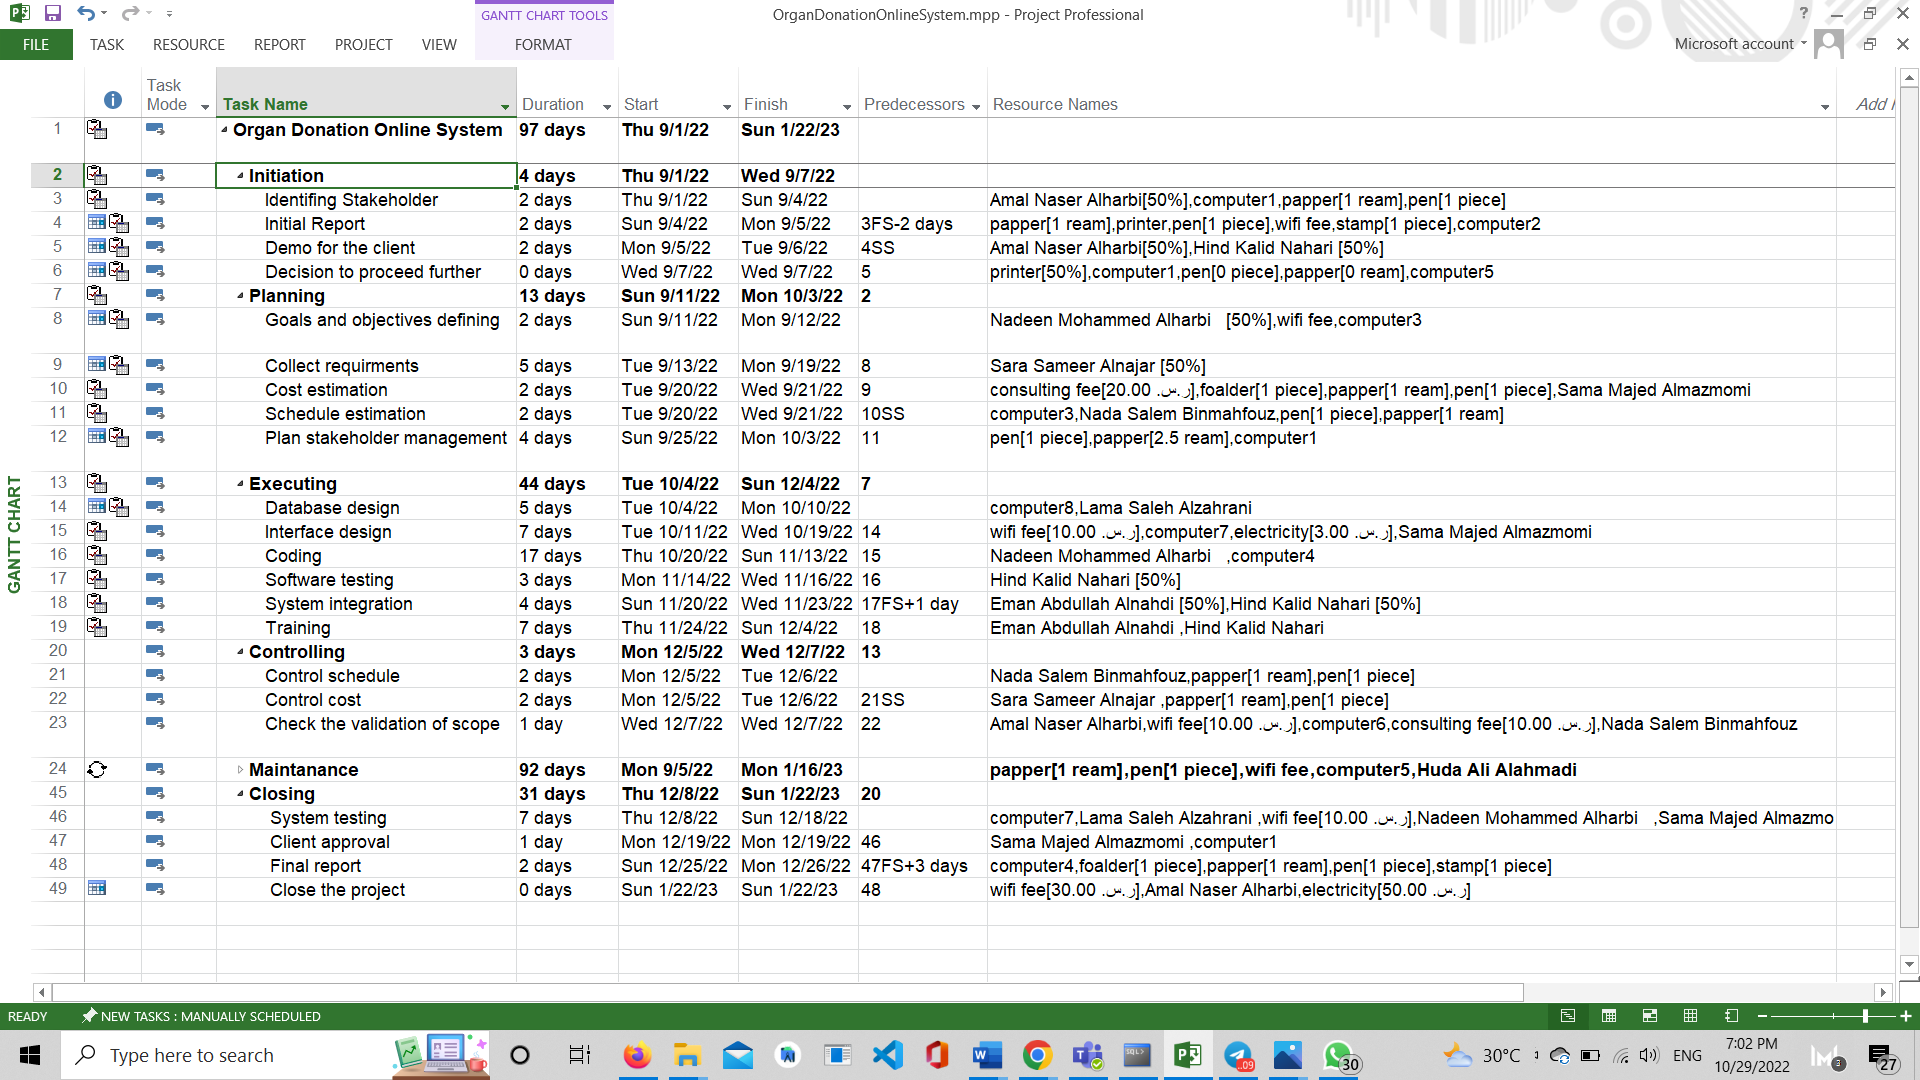 GANTT CHART TOOLS
OrganDonationOnlineSystem.mpp - Project Professional
?
FILE TASK RESOURCE REPORT PROJECT VIEW FORMAT
Microsoft account
Task Mode Task Name Duration Start Finish Predecessors Resource Names Add
1 Organ Donation Online System 97 days Thu 9/1/22 Sun 1/22/23
2 Initiation 4 days Thu 9/1/22 Wed 9/7/22
3 Identifing Stakeholder 2 days Thu 9/1/22 Sun 9/4/22 Amal Naser Alharbi[50%],computer1,papper[1 ream],pen[1 piece]
4 Initial Report 2 days Sun 9/4/22 Mon 9/5/22 3FS-2 days papper[1 ream],printer,pen[1 piece],wifi fee,stamp[1 piece],computer2
5 Demo for the client 2 days Mon 9/5/22 Tue 9/6/22 4SS Amal Naser Alharbi[50%],Hind Kalid Nahari [50%]
6 Decision to proceed further 0 days Wed 9/7/22 Wed 9/7/22 5 printer[50%],computer1,pen[0 piece],papper[0 ream],computer5
7 Planning 13 days Sun 9/11/22 Mon 10/3/22 2
8 Goals and objectives defining 2 days Sun 9/11/22 Mon 9/12/22 Nadeen Mohammed Alharbi [50%],wifi fee,computer3
9 Collect requirments 5 days Tue 9/13/22 Mon 9/19/22 8 Sara Sameer Alnajar [50%]
10 Cost estimation 2 days Tue 9/20/22 Wed 9/21/22 9 consulting fee[20.00 ر.س.],foalder[1 piece],papper[1 ream],pen[1 piece],Sama Majed Almazmomi
11 Schedule estimation 2 days Tue 9/20/22 Wed 9/21/22 10SS computer3,Nada Salem Binmahfouz,pen[1 piece],papper[1 ream]
12 Plan stakeholder management 4 days Sun 9/25/22 Mon 10/3/22 11 pen[1 piece],papper[2.5 ream],computer1
13 Executing 44 days Tue 10/4/22 Sun 12/4/22 7
14 Database design 5 days Tue 10/4/22 Mon 10/10/22 computer8,Lama Saleh Alzahrani
15 Interface design 7 days Tue 10/11/22 Wed 10/19/22 14 wifi fee[10.00 ر.س.],computer7,electricity[3.00 ر.س.],Sama Majed Almazmomi
16 Coding 17 days Thu 10/20/22 Sun 11/13/22 15 Nadeen Mohammed Alharbi ,computer4
17 Software testing 3 days Mon 11/14/22 Wed 11/16/22 16 Hind Kalid Nahari [50%]
18 System integration 4 days Sun 11/20/22 Wed 11/23/22 17FS+1 day Eman Abdullah Alnahdi [50%],Hind Kalid Nahari [50%]
19 Training 7 days Thu 11/24/22 Sun 12/4/22 18 Eman Abdullah Alnahdi ,Hind Kalid Nahari
20 Controlling 3 days Mon 12/5/22 Wed 12/7/22 13
21 Control schedule 2 days Mon 12/5/22 Tue 12/6/22 Nada Salem Binmahfouz,papper[1 ream],pen[1 piece]
22 Control cost 2 days Mon 12/5/22 Tue 12/6/22 21SS Sara Sameer Alnajar ,papper[1 ream],pen[1 piece]
23 Check the validation of scope 1 day Wed 12/7/22 Wed 12/7/22 22 Amal Naser Alharbi,wifi fee[10.00 ر.س.],computer6,consulting fee[10.00 ر.س.],Nada Salem Binmahfouz
24 Maintanance 92 days Mon 9/5/22 Mon 1/16/23 papper[1 ream],pen[1 piece],wifi fee,computer5,Huda Ali Alahmadi
45 Closing 31 days Thu 12/8/22 Sun 1/22/23 20
46 System testing 7 days Thu 12/8/22 Sun 12/18/22 computer7,Lama Saleh Alzahrani ,wifi fee[10.00 ر.س.],Nadeen Mohammed Alharbi ,Sama Majed Almazmo
47 Client approval 1 day Mon 12/19/22 Mon 12/19/22 46 Sama Majed Almazmomi ,computer1
48 Final report 2 days Sun 12/25/22 Mon 12/26/22 47FS+3 days computer4,foalder[1 piece],papper[1 ream],pen[1 piece],stamp[1 piece]
49 Close the project 0 days Sun 1/22/23 Sun 1/22/23 48 wifi fee[30.00 ر.س.],Amal Naser Alharbi,electricity[50.00 ر.س.]
GANTT CHART
READY NEW TASKS : MANUALLY SCHEDULED
Type here to search
30
30°C
ENG
7:02 PM
10/29/2022
3
27